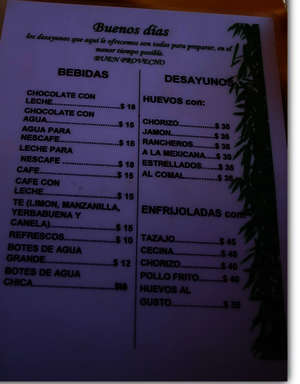 Buenos días
los desayunos que aqui le ofrecemos son todos para preparar, en el
menor tiempo posible.
BUEN PROVECHO
BEBIDAS
CHOCOLATE CON
LECHE $ 18
CHOCOLATE CON
AGUA $ 15
AGUA PARA
NESCAFE $ 15
LECHE PARA
NESCAFE $ 18
CAFE $ 15
CAFE CON
LECHE $ 15
TE (LIMON, MANZANILLA,
YERBABUENA Y
CANELA) $ 15
REFRESCOS $ 10
BOTES DE AGUA
GRANDE $ 12
BOTES DE AGUA
CHICA
DESAYUNOS
HUEVOS con:
CHORIZO $ 35
JAMON $ 35
RANCHEROS $ 35
A LA MEXICANA $ 35
ESTRELLADOS $ 35
AL COMAL $ 35
ENFRIJOLADAS con:
TAZAJO $ 40
CECINA $ 40
CHORIZO $ 40
POLLO FRITO $ 40
HUEVOS AL
GUSTO $ 35